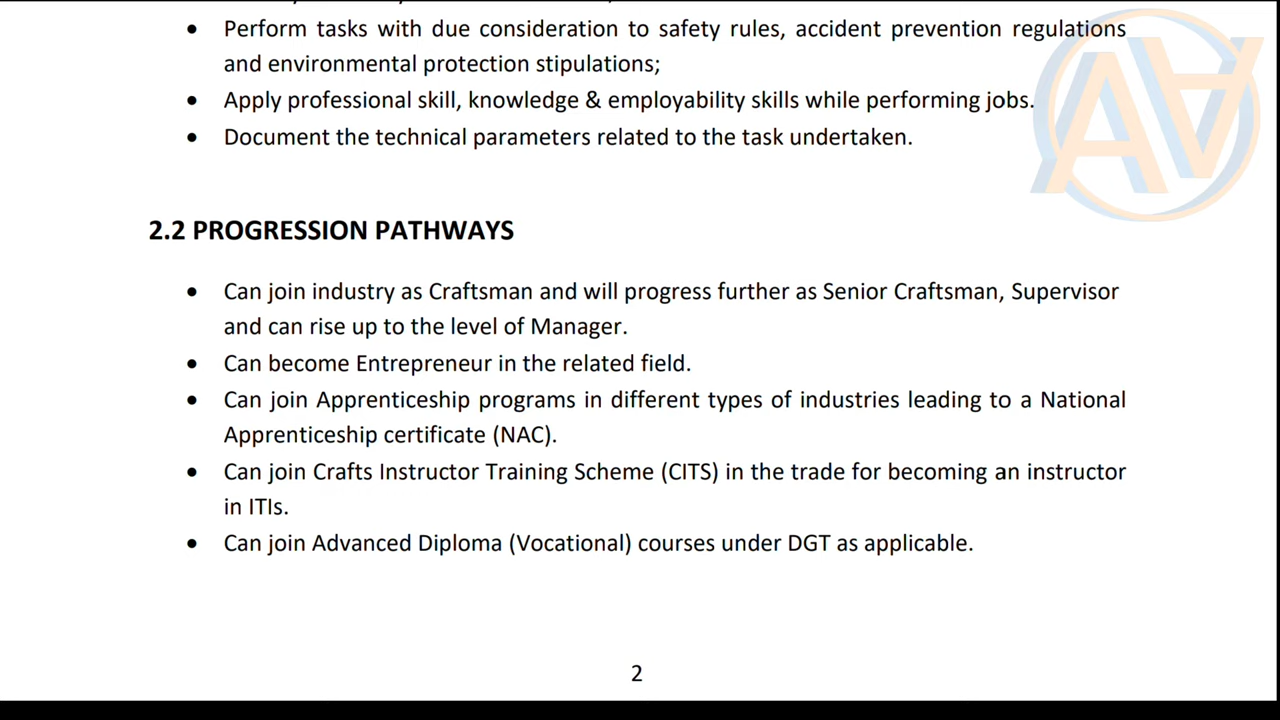 • Perform tasks with due consideration to safety rules, accident prevention regulations
and environmental protection stipulations;
• Apply professional skill, knowledge & employability skills while performing jobs.
• Document the technical parameters related to the task undertaken.
2.2 PROGRESSION PATHWAYS
• Can join industry as Craftsman and will progress further as Senior Craftsman, Supervisor
and can rise up to the level of Manager.
• Can become Entrepreneur in the related field.
• Can join Apprenticeship programs in different types of industries leading to a National
Apprenticeship certificate (NAC).
• Can join Crafts Instructor Training Scheme (CITS) in the trade for becoming an instructor
in ITIs.
• Can join Advanced Diploma (Vocational) courses under DGT as applicable.
2